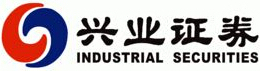 兴业证券
INDUSTRIAL SECURITIES